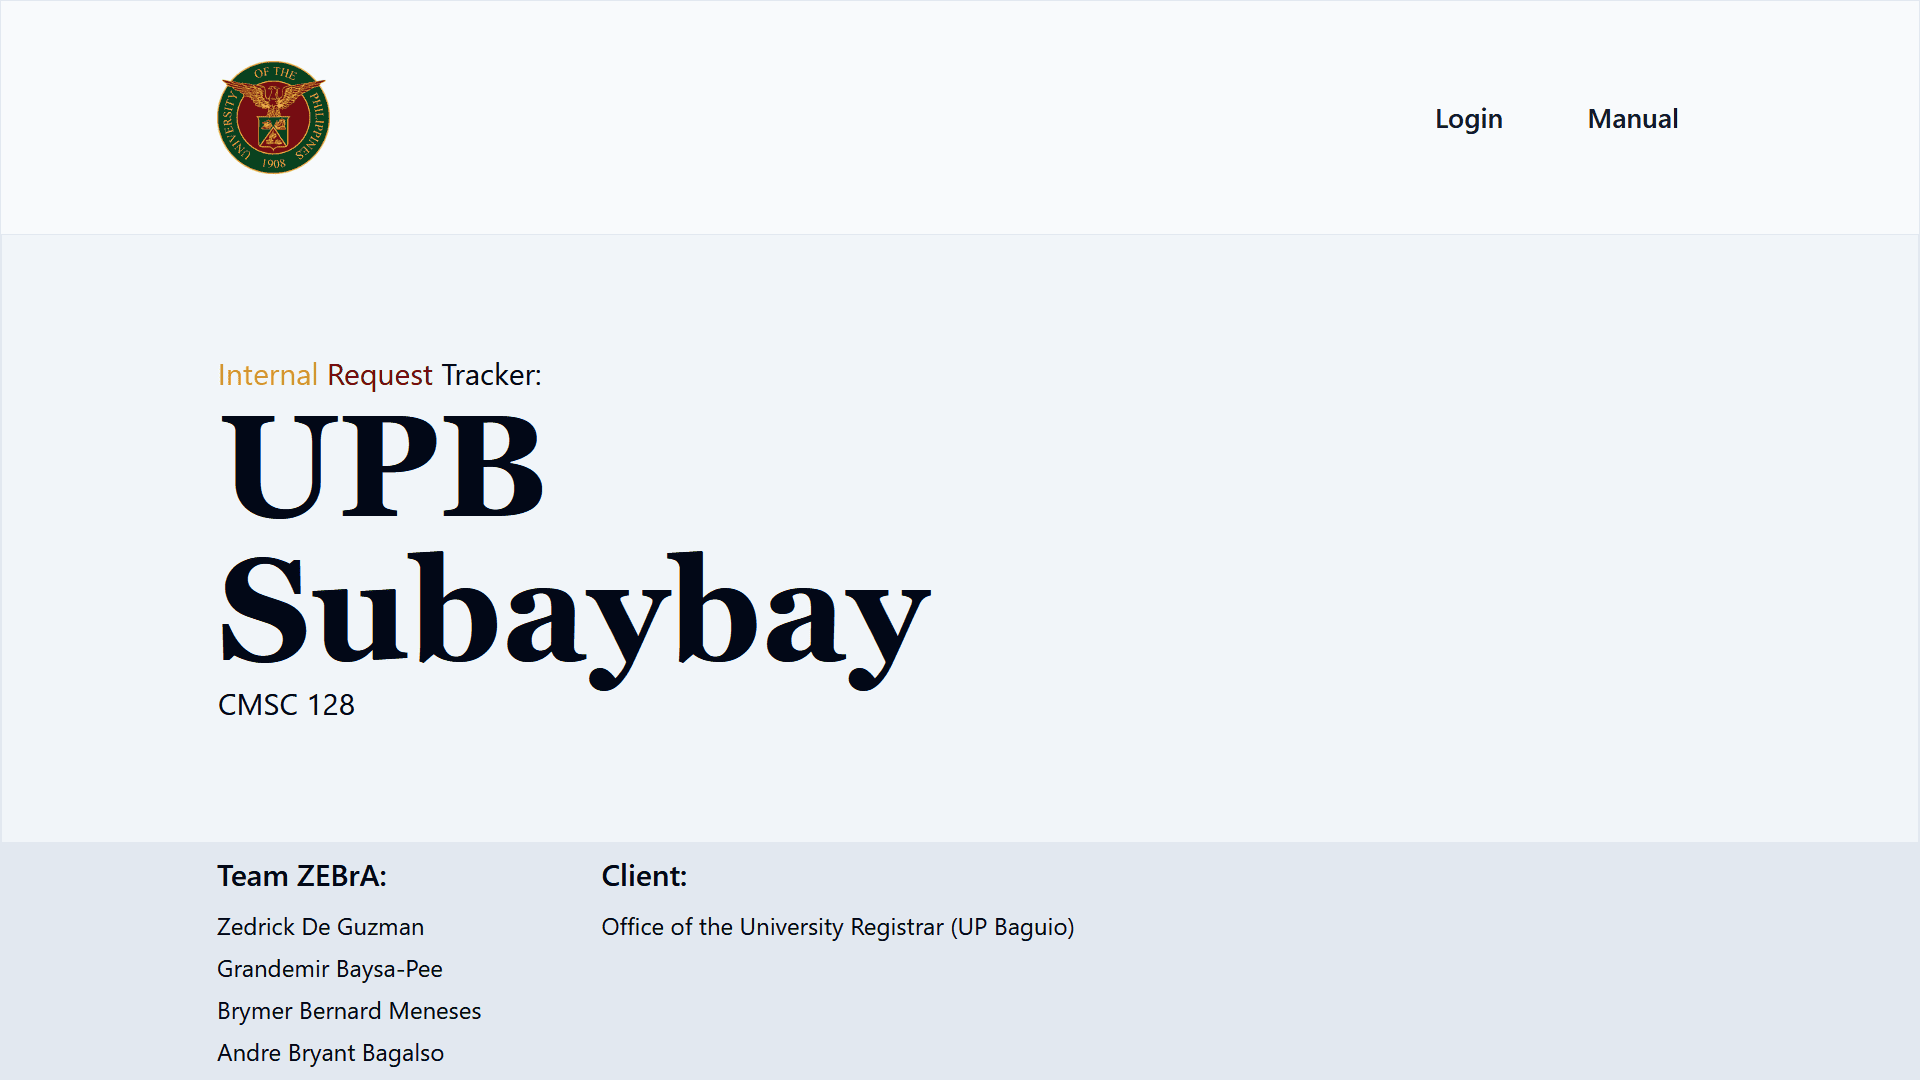 UNIVERSITY OF THE PHILIPPINES
1908
Login
Manual
Internal Request Tracker:
UPB
Subaybay
CMSC 128
Team ZEBrA:
Zedrick De Guzman
Grandemir Baysa-Pee
Brymer Bernard Meneses
Andre Bryant Bagalso
Client:
Office of the University Registrar (UP Baguio)